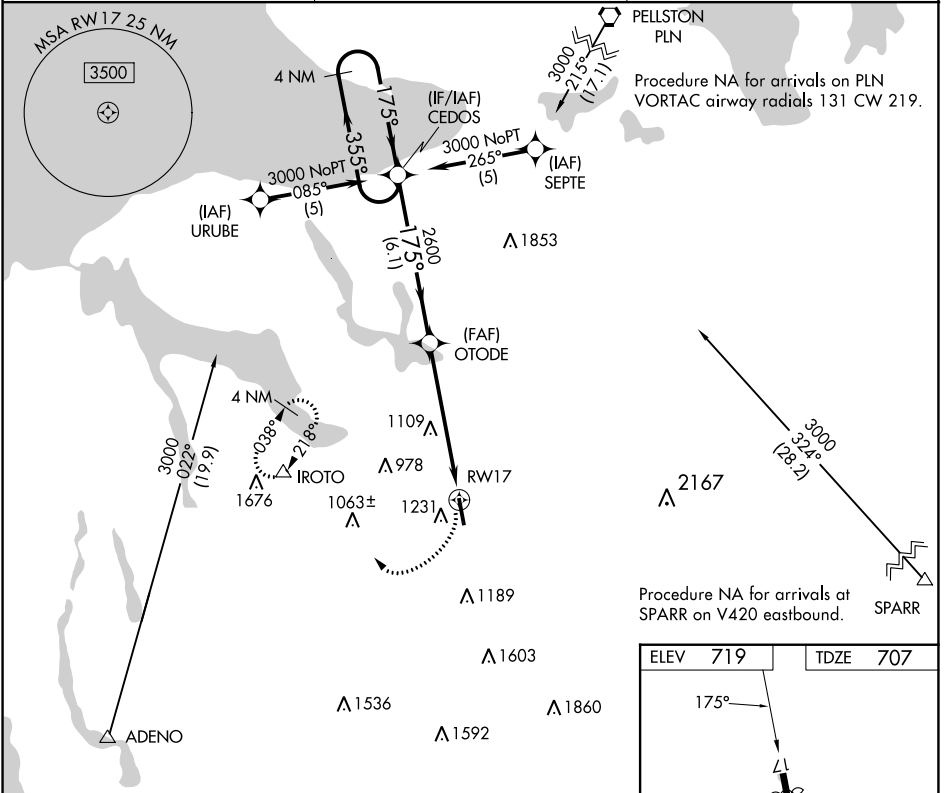 MSA RW17 25 NM
3500
PELLSTON
PLN
3000
215°
(17.1)
Procedure NA for arrivals on PLN
VORTAC airway radials 131 CW 219.
4 NM
175°
355°
(IF/IAF)
CEDOS
3000 NoPT
265°
(5)
(IAF)
SEPTE
3000 NoPT
085°
(5)
(IAF)
URUBE
2600
175°
(6.1)
1853
(FAF)
OTODE
4 NM
038°
218°
IROTO
1676
3000
022°
(19.9)
1109
978
1063±
1231
RW17
2167
3000
324°
(28.2)
SPARR
Procedure NA for arrivals at
SPARR on V420 eastbound.
1189
1603
1536
1592
1860
ADENO
ELEV 719
TDZE 707
175°
17